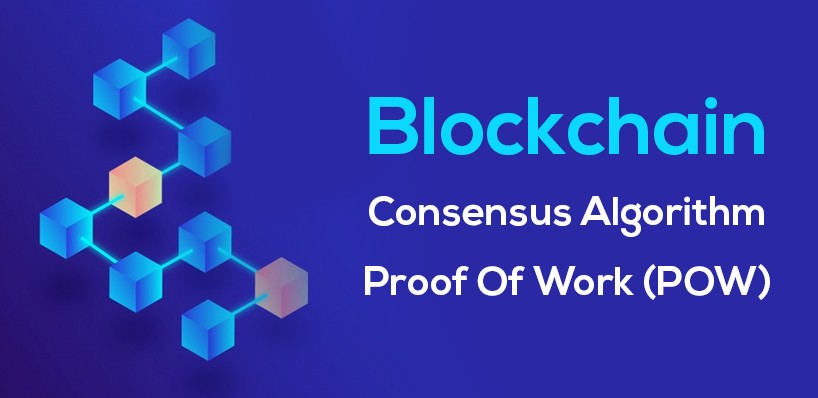 Blockchain
Consensus Algorithm
Proof Of Work (POW)